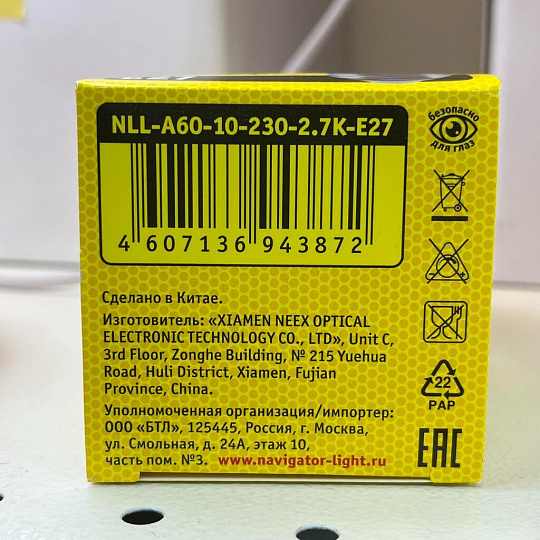 NLL-A60-10-230-2.7K-E27
4 607136 943872
безопасно
для глаз
Сделано в Китае.
Изготовитель: «XIAMEN NEEX OPTICAL
ELECTRONIC TECHNOLOGY CO., LTD», Unit C,
3rd Floor, Zonghe Building, № 215 Yuehua
Road, Huli District, Xiamen, Fujian
Province, China.
Уполномоченная организация/импортер:
ООО «БТЛ», 125445, Россия, г. Москва,
ул. Смольная, д. 24А, этаж 10,
часть пом. №3. www.navigator-light.ru
22
PAP
EAC